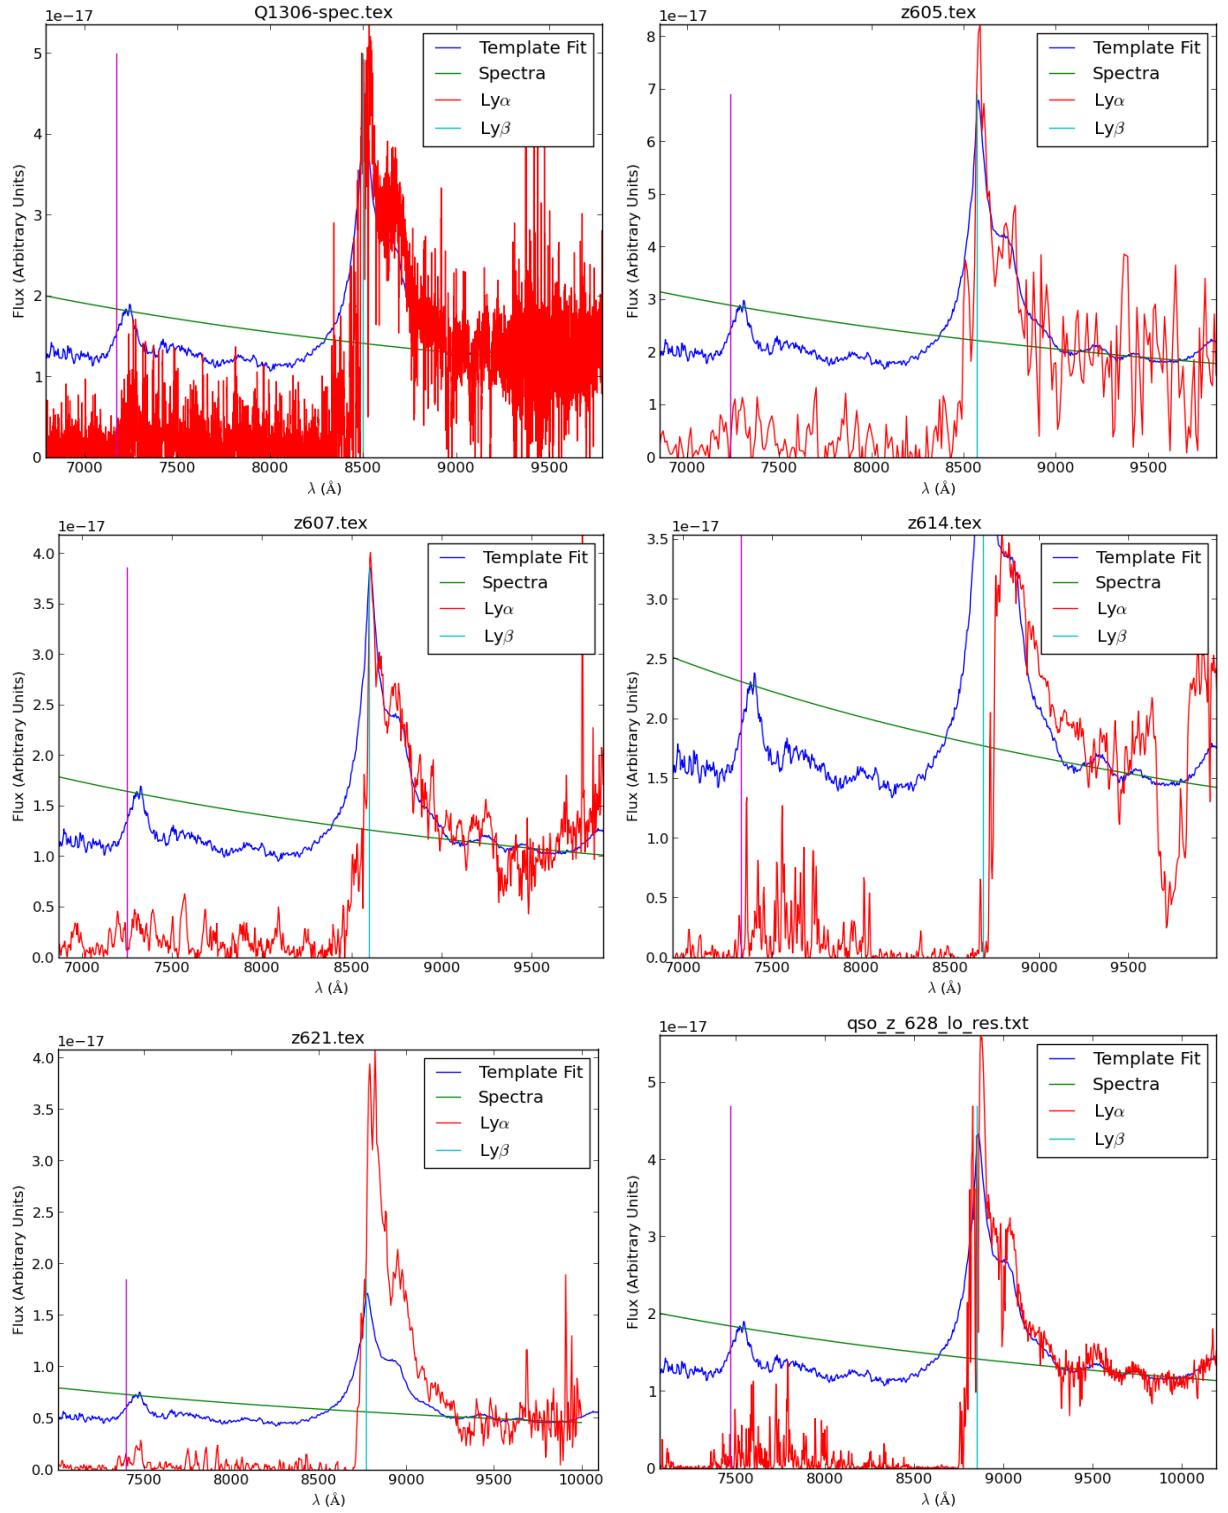 Q1306-spec.tex
1e−17
Flux (Arbitrary Units)
5
4
3
2
1
0
7000 7500 8000 8500 9000 9500
λ (Å)
Template Fit
Spectra
Lyα
Lyβ
z605.tex
1e−17
Flux (Arbitrary Units)
8
7
6
5
4
3
2
1
0
7000 7500 8000 8500 9000 9500
λ (Å)
Template Fit
Spectra
Lyα
Lyβ
z607.tex
1e−17
Flux (Arbitrary Units)
4.0
3.5
3.0
2.5
2.0
1.5
1.0
0.5
0.0
7000 7500 8000 8500 9000 9500
λ (Å)
Template Fit
Spectra
Lyα
Lyβ
z614.tex
1e−17
Flux (Arbitrary Units)
3.5
3.0
2.5
2.0
1.5
1.0
0.5
0.0
7000 7500 8000 8500 9000 9500
λ (Å)
Template Fit
Spectra
Lyα
Lyβ
z621.tex
1e−17
Flux (Arbitrary Units)
4.0
3.5
3.0
2.5
2.0
1.5
1.0
0.5
0.0
7500 8000 8500 9000 9500 10000
λ (Å)
Template Fit
Spectra
Lyα
Lyβ
qso_z_628_lo_res.txt
1e−17
Flux (Arbitrary Units)
5
4
3
2
1
0
7500 8000 8500 9000 9500 10000
λ (Å)
Template Fit
Spectra
Lyα
Lyβ